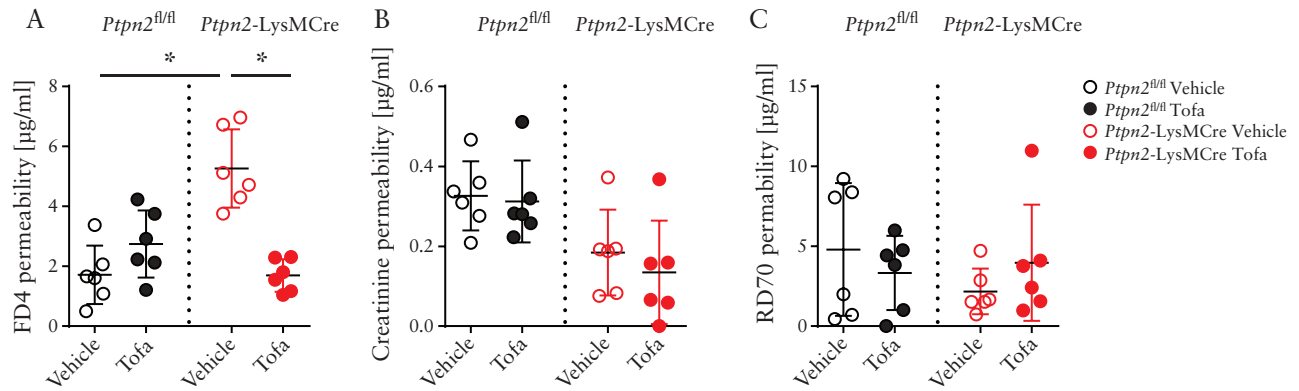 A
Ptpn2fl/fl Ptpn2-LysMCre
* *
FD4 permeability [µg/ml]
8
6
4
2
0
Vehicle Tofa Vehicle Tofa
B
Ptpn2fl/fl Ptpn2-LysMCre
Creatinine permeability [µg/ml]
0.6
0.4
0.2
0.0
Vehicle Tofa Vehicle Tofa
C
Ptpn2fl/fl Ptpn2-LysMCre
RD70 permability [µg/ml]
15
10
5
0
Vehicle Tofa Vehicle Tofa
Ptpn2fl/fl Vehicle
Ptpn2fl/fl Tofa
Ptpn2-LysMCre Vehicle
Ptpn2-LysMCre Tofa